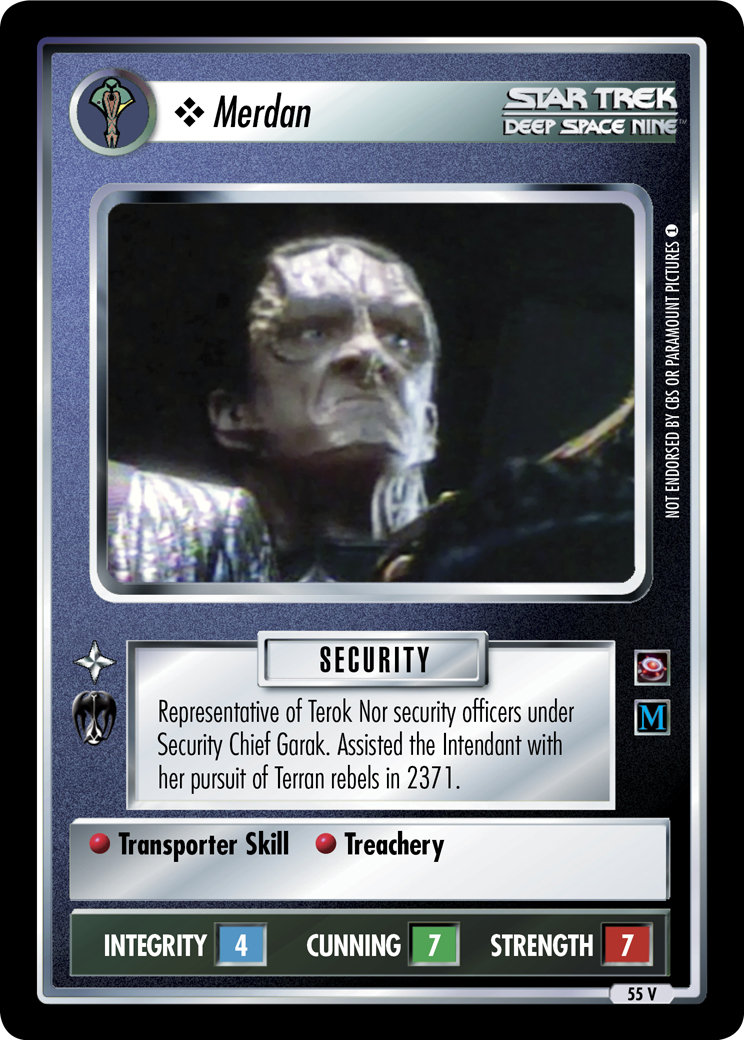 ❖ Merdan
STAR TREK
DEEP SPACE NINE™
NOT ENDORSED BY CBS OR PARAMOUNT PICTURES 1
SECURITY
Representative of Terok Nor security officers under
Security Chief Garak. Assisted the Intendant with
her pursuit of Terran rebels in 2371.
M
Transporter Skill Treachery
INTEGRITY 4 CUNNING 7 STRENGTH 7
55 V